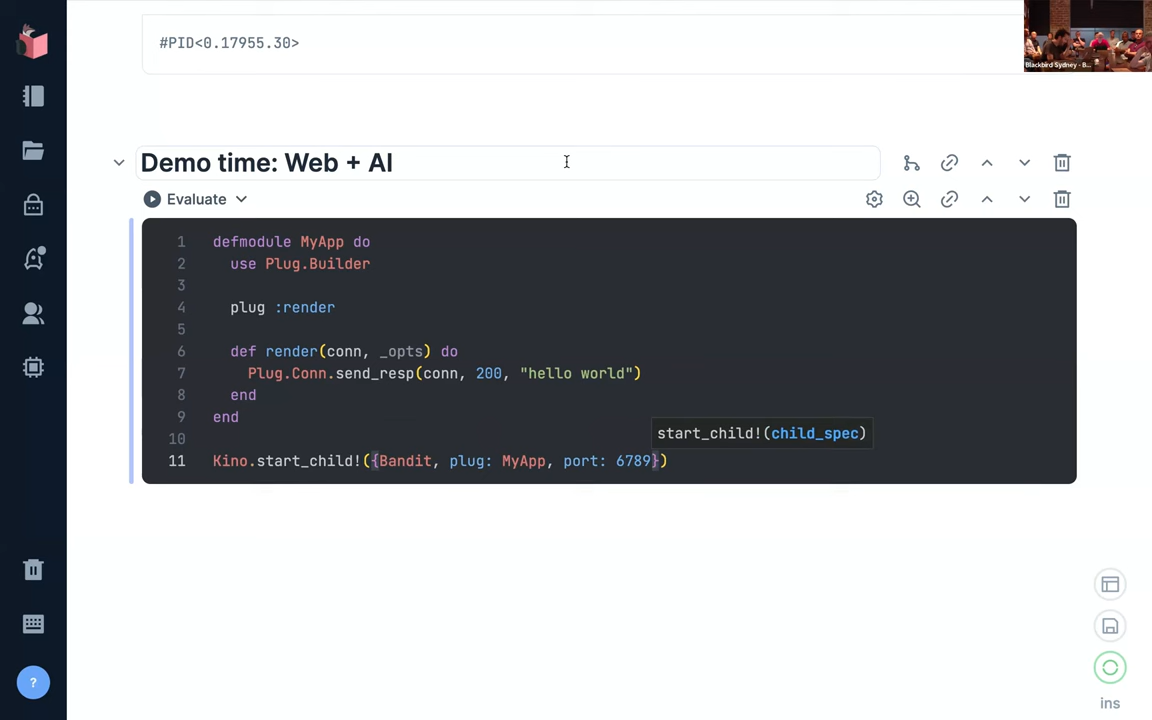 #PID<0.17955.30>
Blackbird Sydney - B...
Demo time: Web + AI
Evaluate
1 defmodule MyApp do
2 use Plug.Builder
3
4 plug :render
5
6 def render(conn, _opts) do
7 Plug.Conn.send_resp(conn, 200, "hello world")
8 end
9 end
10
start_child!(child_spec)
11 Kino.start_child!({Bandit, plug: MyApp, port: 6789})
?
ins